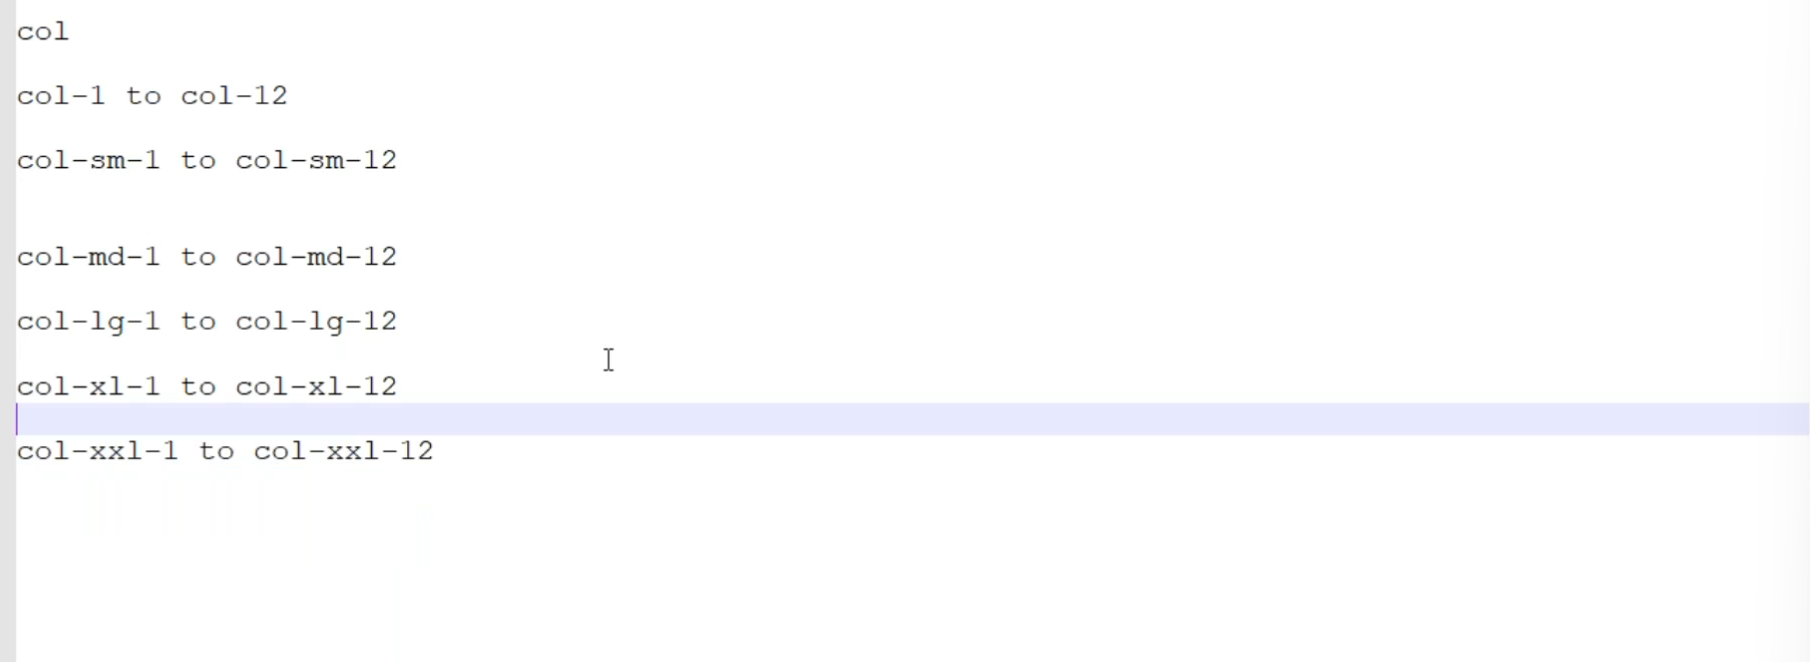 col
col-1 to col-12
col-sm-1 to col-sm-12
col-md-1 to col-md-12
col-lg-1 to col-lg-12
col-xl-1 to col-xl-12
col-xxl-1 to col-xxl-12